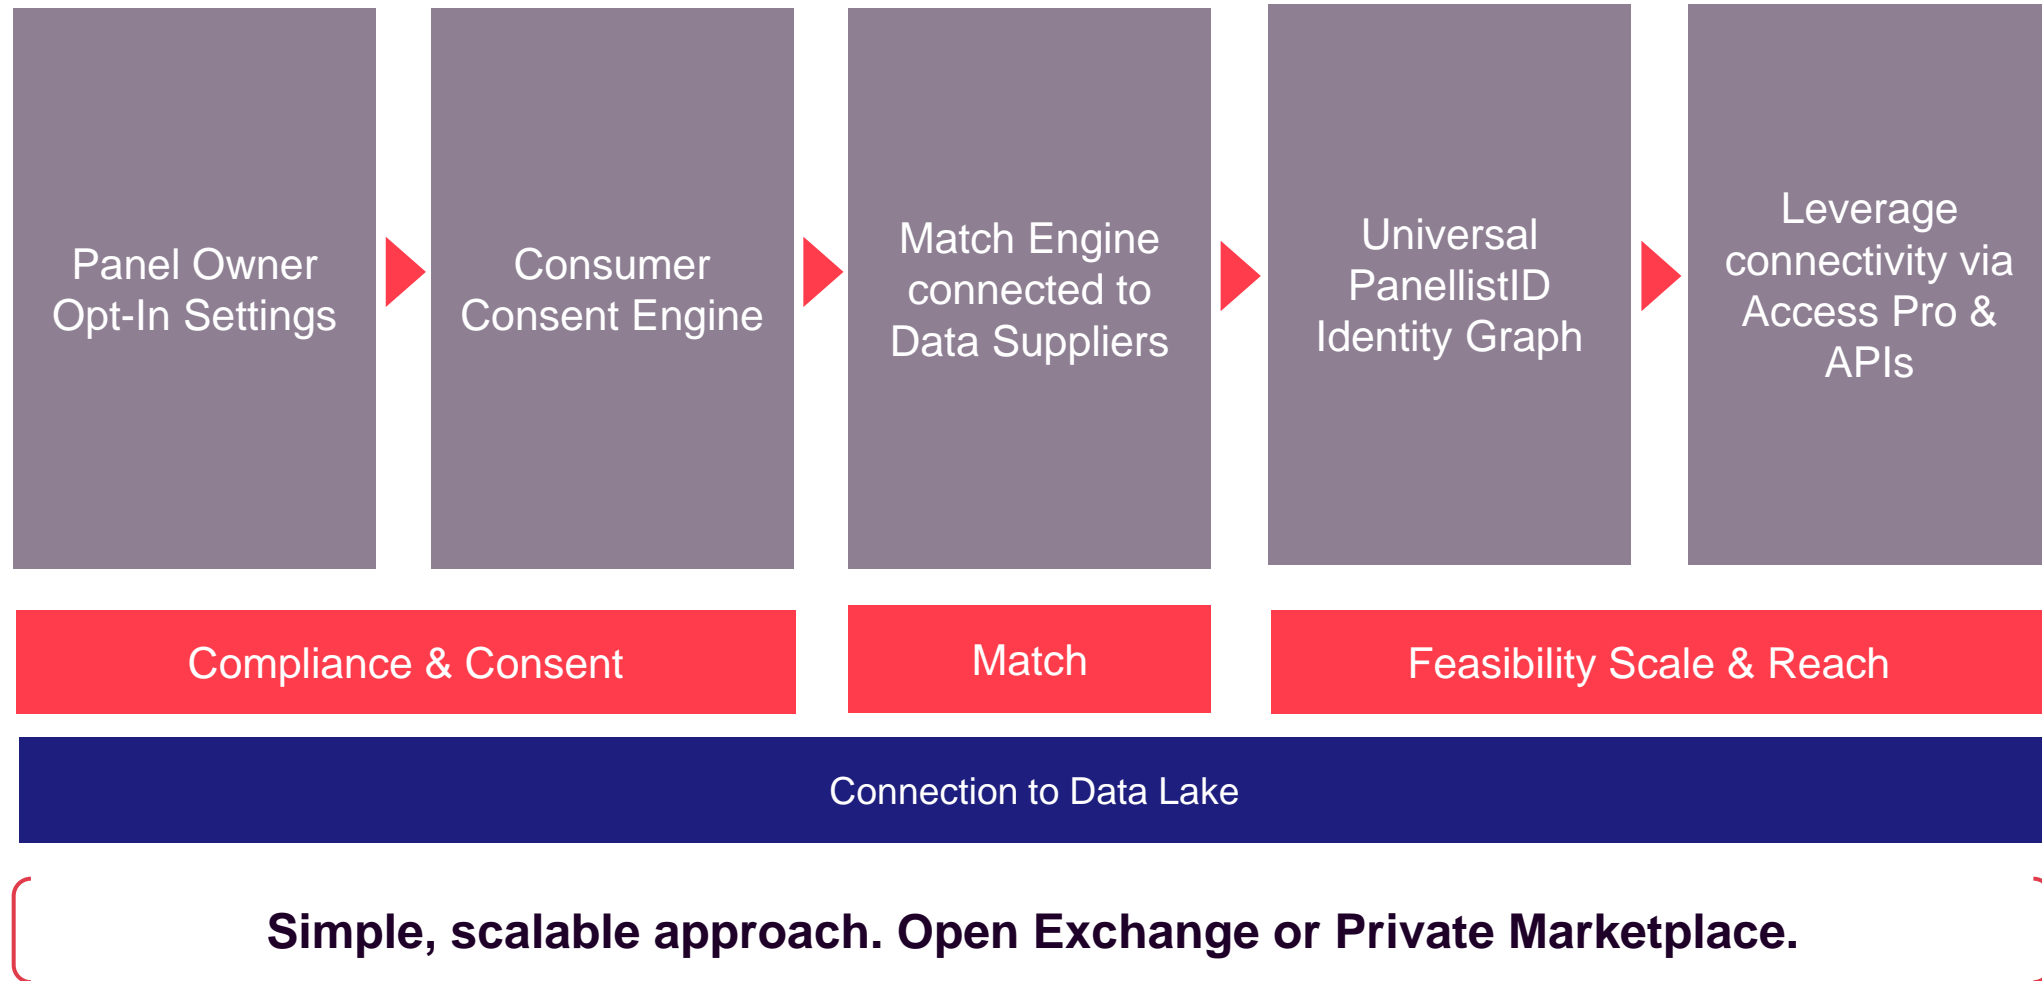 Panel Owner
Opt-In Settings
Consumer
Consent Engine
Match Engine
connected to
Data Suppliers
Universal
PanellistID
Identity Graph
Leverage
connectivity via
Access Pro &
APIs
Compliance & Consent
Match
Feasibility Scale & Reach
Connection to Data Lake
Simple, scalable approach. Open Exchange or Private Marketplace.